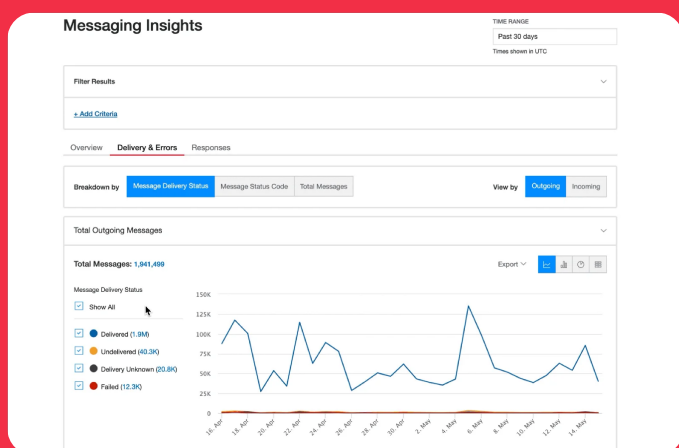 Messaging Insights
TIME RANGE
Past 30 days
Times shown in UTC
Filter Results
+ Add Criteria
Overview Delivery & Errors Responses
Breakdown by Message Delivery Status Message Status Code Total Messages View by Outgoing Incoming
Total Outgoing Messages
Total Messages: 1,941,499 Export
Message Delivery Status
Show All
Delivered (1.9M)
Undelivered (40.3K)
Delivery Unknown (20.8K)
Failed (12.3K)
150K
125K
100K
75K
50K
25K
0
16. Apr 18. Apr 20. Apr 22. Apr 24. Apr 26. Apr 28. Apr 30. Apr 2. May 4. May 6. May 8. May 10. May 12. May 14. May